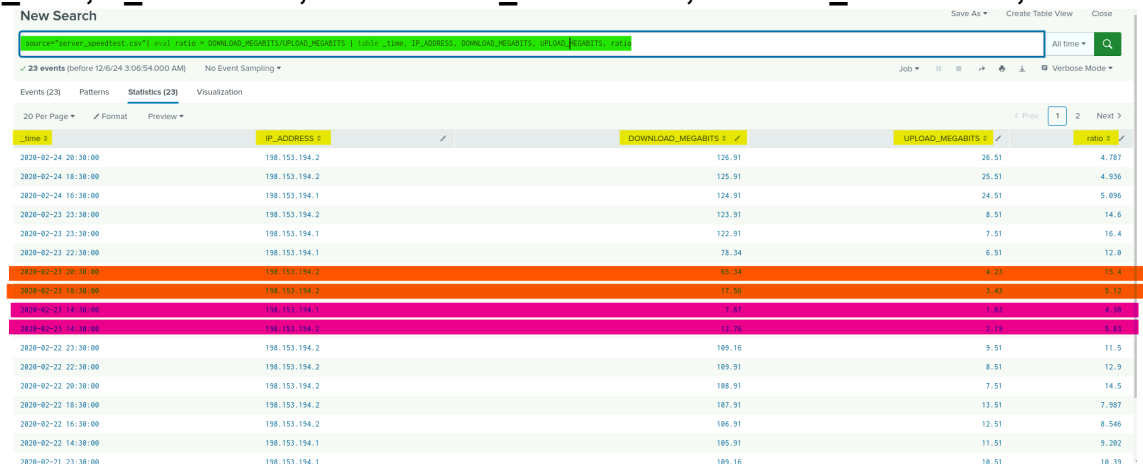 New Search
Save As ▾ Create Table View Close
source="server_speedtest.csv"| eval ratio = DOWNLOAD_MEGABITS/UPLOAD_MEGABITS | table _time, IP_ADDRESS, DOWNLOAD_MEGABITS, UPLOAD_MEGABITS, ratio
All time ▾
✓ 23 events (before 12/6/24 3:06:54.000 AM) No Event Sampling ▾
Job ▾ Verbose Mode ▾
Events (23) Patterns Statistics (23) Visualization
20 Per Page ▾ Format Preview ▾
< Prev 1 2 Next >
_time IP_ADDRESS DOWNLOAD_MEGABITS UPLOAD_MEGABITS ratio
2020-02-24 20:30:00 198.153.194.2 126.91 26.51 4.787
2020-02-24 18:30:00 198.153.194.2 125.91 25.51 4.936
2020-02-24 16:30:00 198.153.194.1 124.91 24.51 5.096
2020-02-23 23:30:00 198.153.194.2 123.91 8.51 14.6
2020-02-23 23:30:00 198.153.194.1 122.91 7.51 16.4
2020-02-23 22:30:00 198.153.194.1 78.34 6.51 12.0
2020-02-23 20:30:00 198.153.194.2 65.34 4.23 15.4
2020-02-23 18:30:00 198.153.194.2 17.56 3.43 5.12
2020-02-23 14:30:00 198.153.194.1 7.87 1.83 4.30
2020-02-23 14:30:00 198.153.194.2 12.76 2.19 5.83
2020-02-22 23:30:00 198.153.194.2 109.16 9.51 11.5
2020-02-22 22:30:00 198.153.194.2 109.91 8.51 12.9
2020-02-22 20:30:00 198.153.194.2 108.91 7.51 14.5
2020-02-22 18:30:00 198.153.194.2 107.91 13.51 7.987
2020-02-22 16:30:00 198.153.194.2 106.91 12.51 8.546
2020-02-22 14:30:00 198.153.194.1 105.91 11.51 9.202
2020-02-21 23:30:00 198.153.194.1 109.16 10.51 10.39